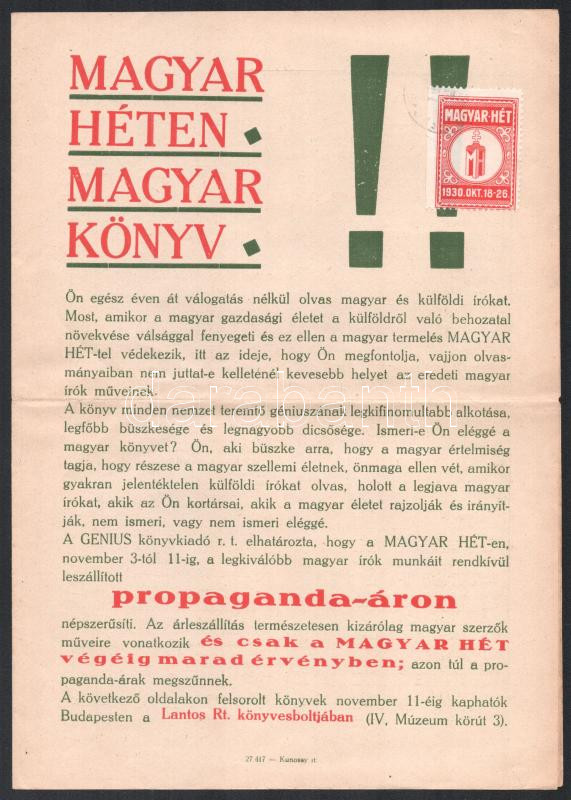 MAGYAR
HÉTEN
MAGYAR
KÖNYV
!!
MAGYAR-HÉT
MH
1930. OKT. 18-26
Ön egész éven át válogatás nélkül olvas magyar és külföldi írókat.
Most, amikor a magyar gazdasági életet a külföldről való behozatal
növekvése válsággal fenyegeti és ez ellen a magyar termelés MAGYAR
HÉT-tel védekezik, itt az ideje, hogy Ön megfontolja, vajjon olvas-
mányaiban nem juttat-e kelleténél kevesebb helyet az eredeti magyar
írók műveinek.
A könyv minden nemzet teremtő géniuszának legkifinomultabb alkotása,
legfőbb büszkesége és legnagyobb dicsősége. Ismeri-e Ön eléggé a
magyar könyvet? Ön, aki büszke arra, hogy a magyar értelmiség
tagja, hogy részese a magyar szellemi életnek, önmaga ellen vét, amikor
gyakran jelentéktelen külföldi írókat olvas, holott a legjava magyar
írókat, akik az Ön kortársai, akik a magyar életet rajzolják és irányít-
ják, nem ismeri, vagy nem ismeri eléggé.
A GENIUS könyvkiadó r. t. elhatározta, hogy a MAGYAR HÉT-en,
november 3-tól 11-ig, a legkiválóbb magyar írók munkáit rendkívül
leszállított
propaganda-áron
népszerűsíti. Az árleszállítás természetesen kizárólag magyar szerzők
műveire vonatkozik és csak a MAGYAR HÉT
végéig marad érvényben; azon túl a pro-
paganda-árak megszűnnek.
A következő oldalakon felsorolt könyvek november 11-éig kaphatók
Budapesten a Lantos Rt. könyvesboltjában (IV, Múzeum körút 3).
27.417 — Kunossy rt.
darabanth